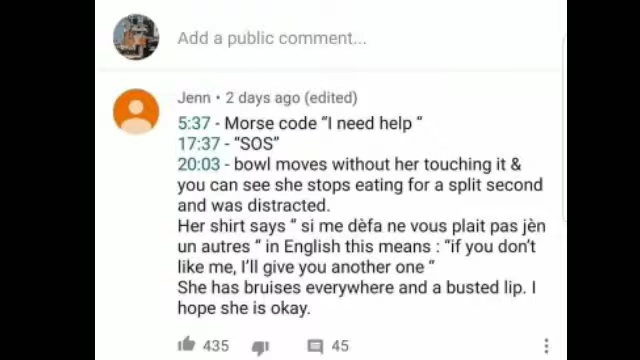 Add a public comment...
Jenn • 2 days ago (edited)
5:37 - Morse code “I need help “
17:37 - “SOS”
20:03 - bowl moves without her touching it &
you can see she stops eating for a split second
and was distracted.
Her shirt says “ si me dèfa ne vous plait pas jèn
un autres “ in English this means : “if you don’t
like me, I’ll give you another one “
She has bruises everywhere and a busted lip. I
hope she is okay.
435 45